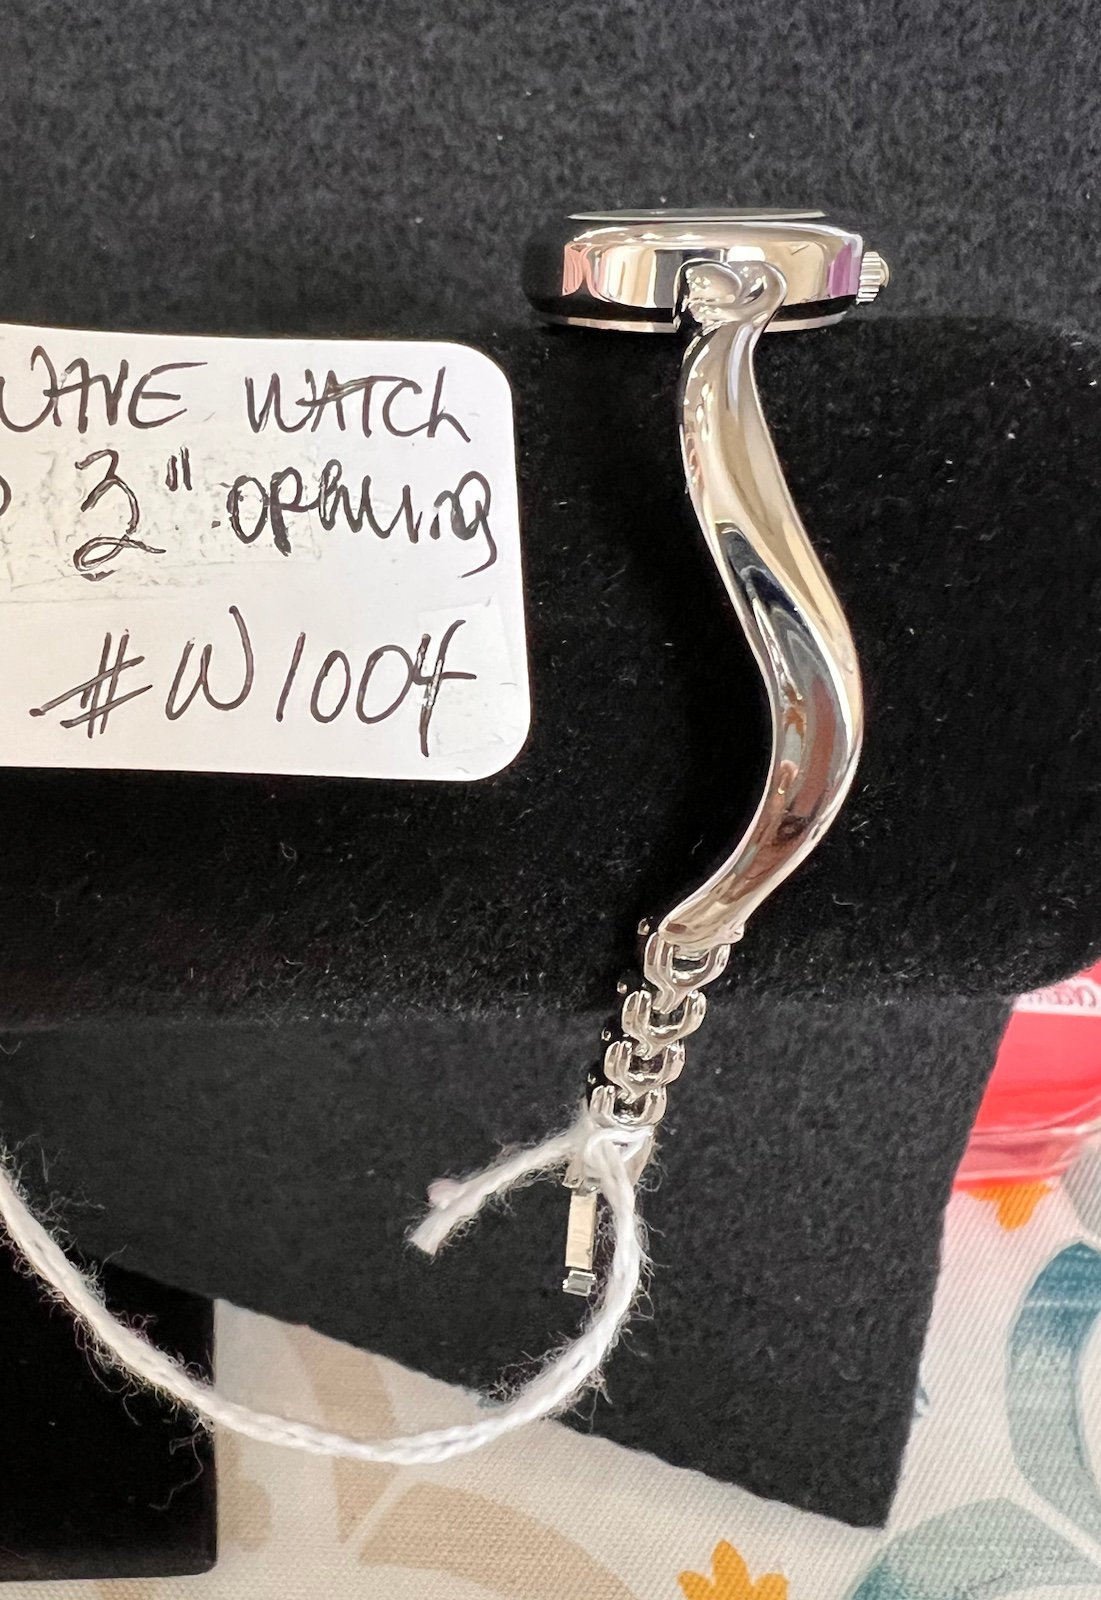 WAVE WATCH
3" OPENING
#W1004